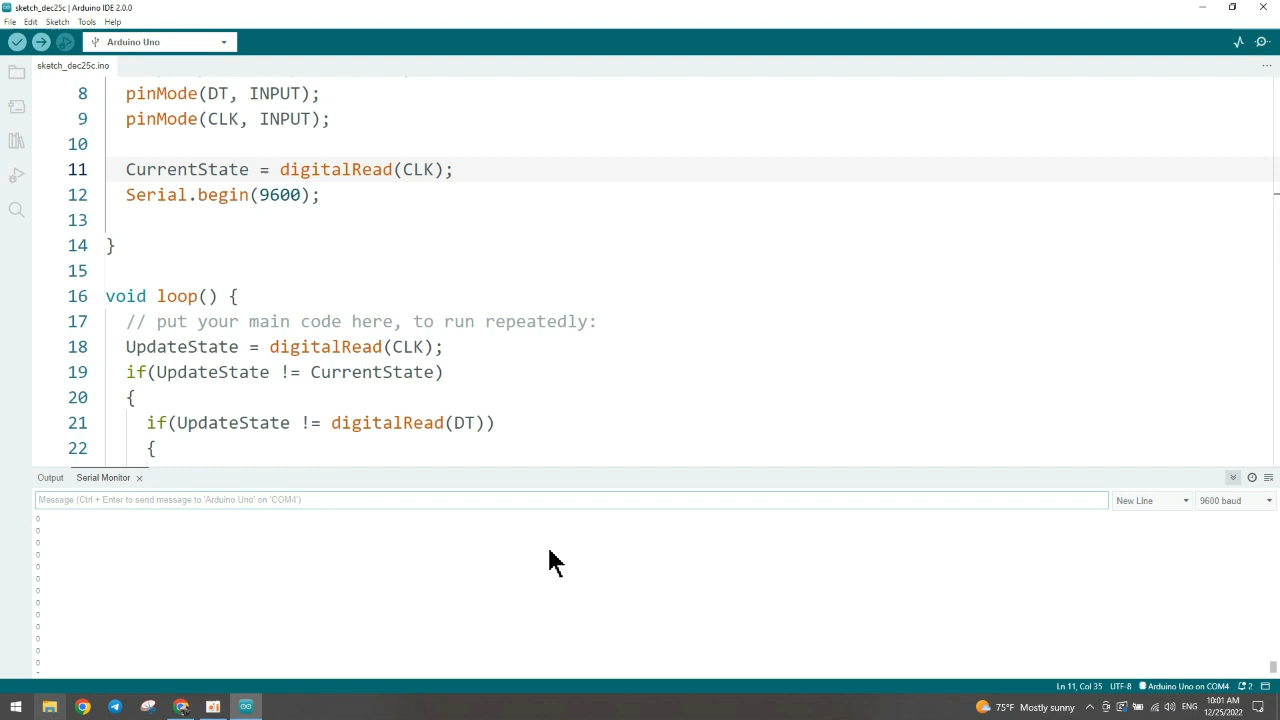 sketch_dec25c | Arduino IDE 2.0.0
File Edit Sketch Tools Help
Arduino Uno
sketch_dec25c.ino
8 pinMode(DT, INPUT);
9 pinMode(CLK, INPUT);
10
11 CurrentState = digitalRead(CLK);
12 Serial.begin(9600);
13
14 }
15
16 void loop() {
17 // put your main code here, to run repeatedly:
18 UpdateState = digitalRead(CLK);
19 if(UpdateState != CurrentState)
20 {
21 if(UpdateState != digitalRead(DT))
22 {
Output Serial Monitor
Message (Ctrl + Enter to send message to 'Arduino Uno' on 'COM4')
New Line 9600 baud
0
0
0
0
0
0
0
0
0
0
0
0
0
Ln 11, Col 35 UTF-8 Arduino Uno on COM4 2
75°F Mostly sunny ENG 10:01 AM
12/25/2022